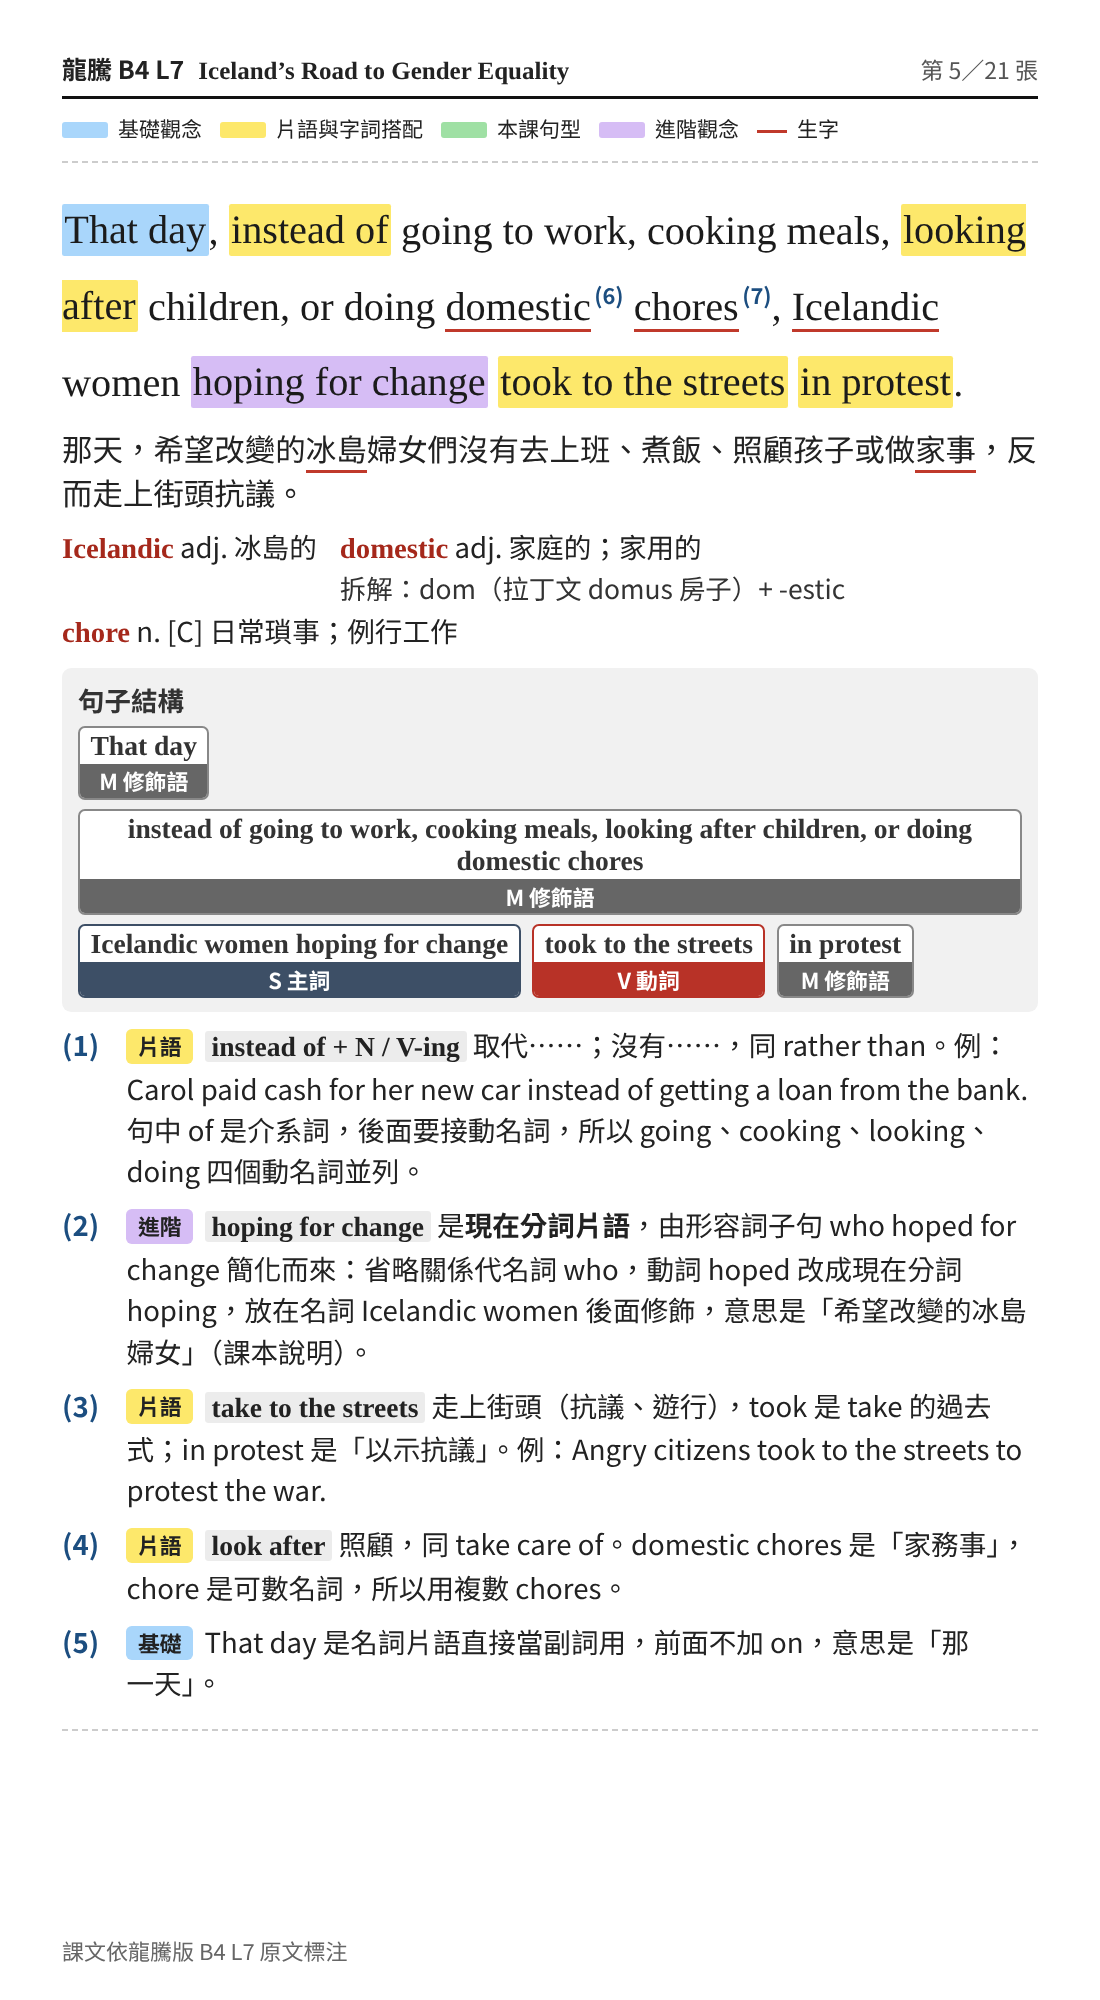 龍騰 B4 L7 Iceland’s Road to Gender Equality 第 5／21 張
基礎觀念 片語與字詞搭配 本課句型 進階觀念 生字
That day, instead of going to work, cooking meals, looking
after children, or doing domestic(6) chores(7), Icelandic
women hoping for change took to the streets in protest.
那天，希望改變的冰島婦女們沒有去上班、煮飯、照顧孩子或做家事，反
而走上街頭抗議。
Icelandic adj. 冰島的 domestic adj. 家庭的；家用的
拆解：dom（拉丁文 domus 房子）+ -estic
chore n. [C] 日常瑣事；例行工作
句子結構
That day
M 修飾語
instead of going to work, cooking meals, looking after children, or doing
domestic chores
M 修飾語
Icelandic women hoping for change took to the streets in protest
S 主詞 V 動詞 M 修飾語
(1) 片語 instead of + N / V-ing 取代……；沒有……，同 rather than。例：
Carol paid cash for her new car instead of getting a loan from the bank.
句中 of 是介系詞，後面要接動名詞，所以 going、cooking、looking、
doing 四個動名詞並列。
(2) 進階 hoping for change 是現在分詞片語，由形容詞子句 who hoped for
change 簡化而來：省略關係代名詞 who，動詞 hoped 改成現在分詞
hoping，放在名詞 Icelandic women 後面修飾，意思是「希望改變的冰島
婦女」（課本說明）。
(3) 片語 take to the streets 走上街頭（抗議、遊行），took 是 take 的過去
式；in protest 是「以示抗議」。例：Angry citizens took to the streets to
protest the war.
(4) 片語 look after 照顧，同 take care of。domestic chores 是「家務事」，
chore 是可數名詞，所以用複數 chores。
(5) 基礎 That day 是名詞片語直接當副詞用，前面不加 on，意思是「那
一天」。
課文依龍騰版 B4 L7 原文標注